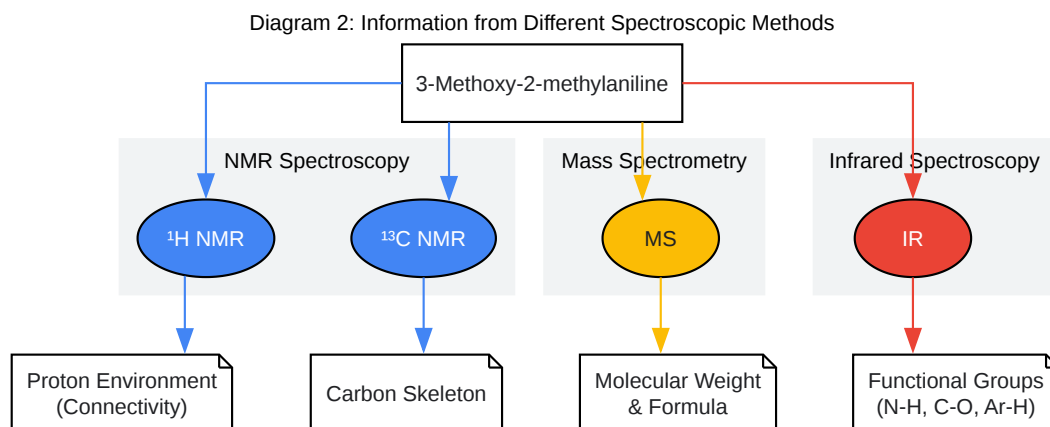 Diagram 2: Information from Different Spectroscopic Methods
3-Methoxy-2-methylaniline
NMR Spectroscopy
Mass Spectrometry
Infrared Spectroscopy
¹H NMR
¹³C NMR
MS
IR
Proton Environment
(Connectivity)
Carbon Skeleton
Molecular Weight
& Formula
Functional Groups
(N-H, C-O, Ar-H)